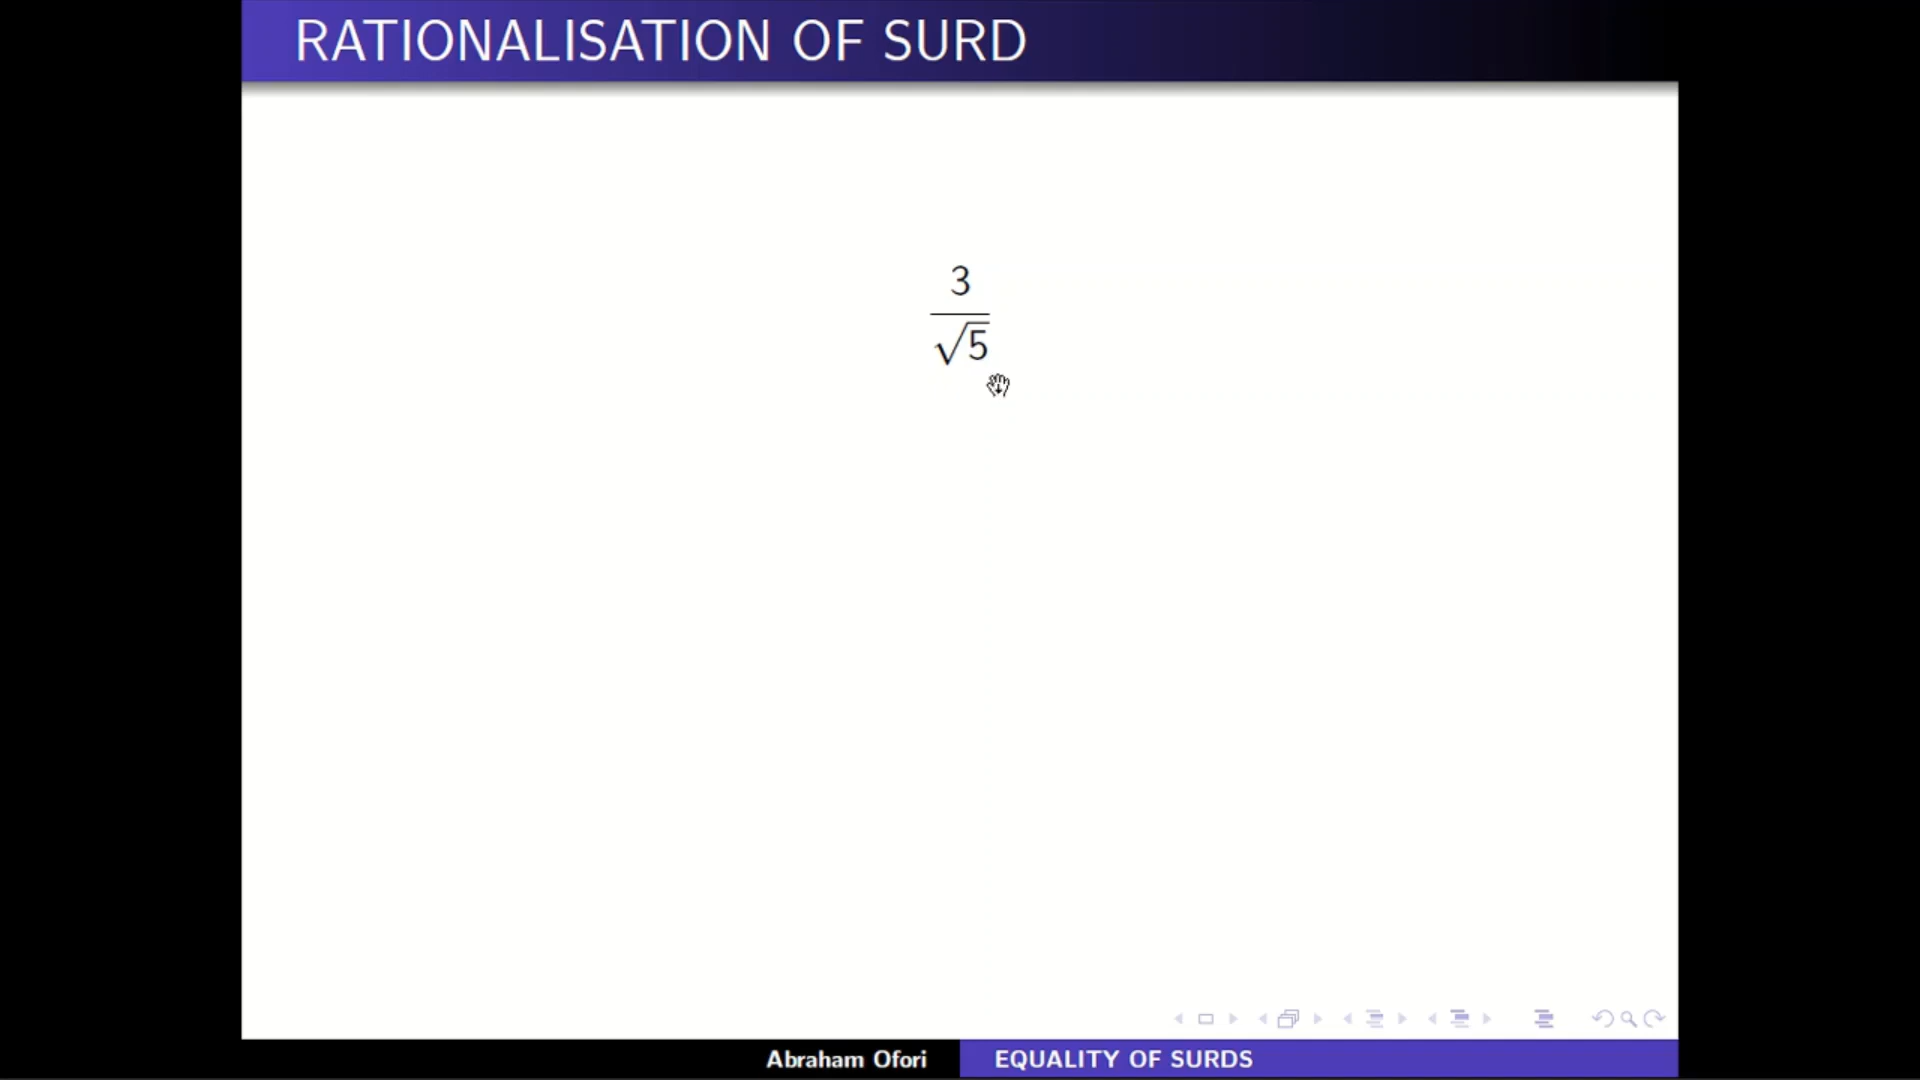 RATIONALISATION OF SURD
3
√5
Abraham Ofori
EQUALITY OF SURDS